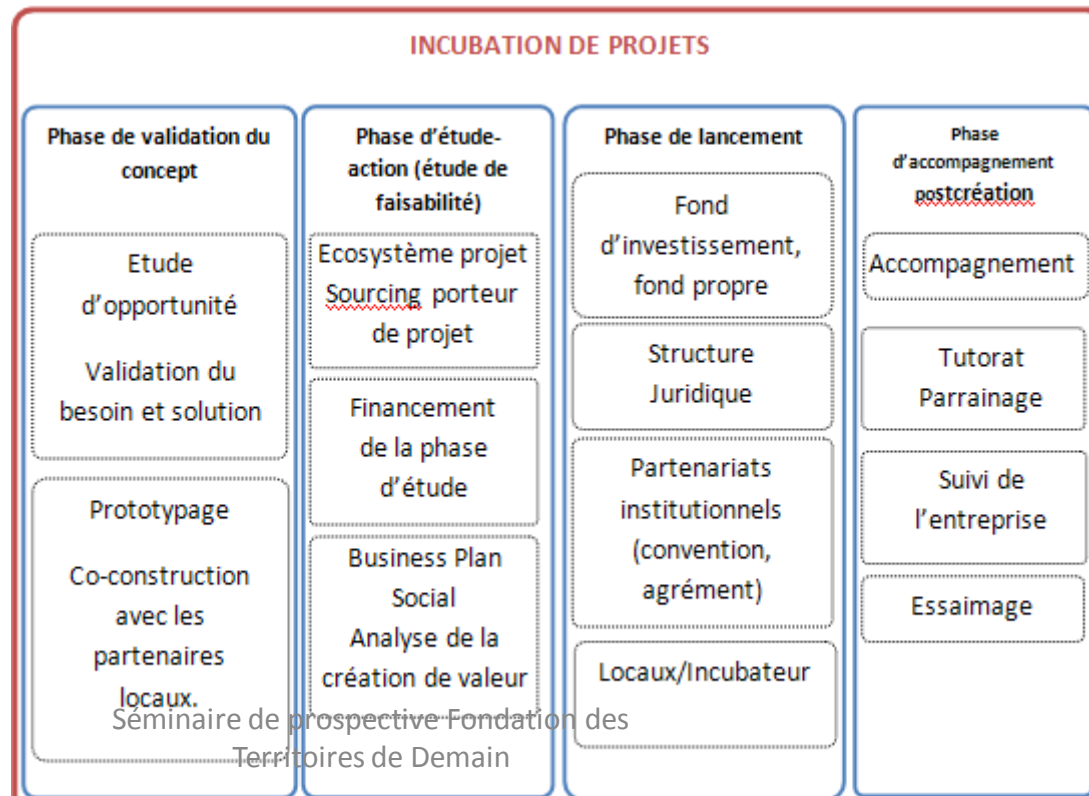 INCUBATION DE PROJETS
Phase de validation du
concept
Etude
d'opportunité
Validation du
besoin et solution
Prototypage
Co-construction
avec les
partenaires
locaux.
Phase d'étude-
action (étude de
faisabilité)
Ecosystème projet
Sourcing porteur
de projet
Financement
de la phase
d'étude
Business Plan
Social
Analyse de la
création de valeur
Phase de lancement
Fond
d'investissement,
fond propre
Structure
Juridique
Partenariats
institutionnels
(convention,
agrément)
Locaux/Incubateur
Phase
d'accompagnement
postcréation
Accompagnement
Tutorat
Parrainage
Suivi de
l'entreprise
Essaimage
Séminaire de prospective Fondation des
Territoires de Demain